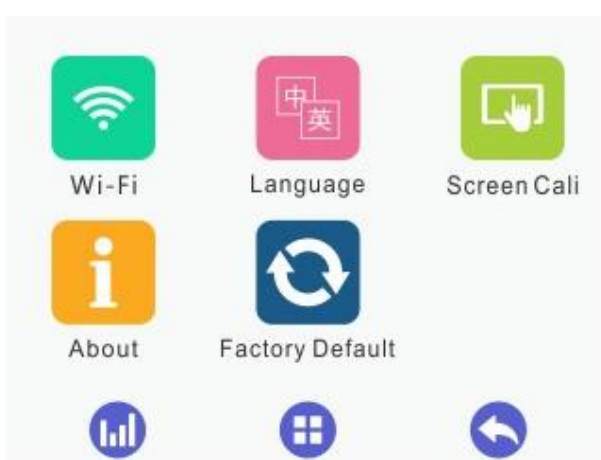 中
英
Wi-Fi
Language
Screen Cali
About
Factory Default